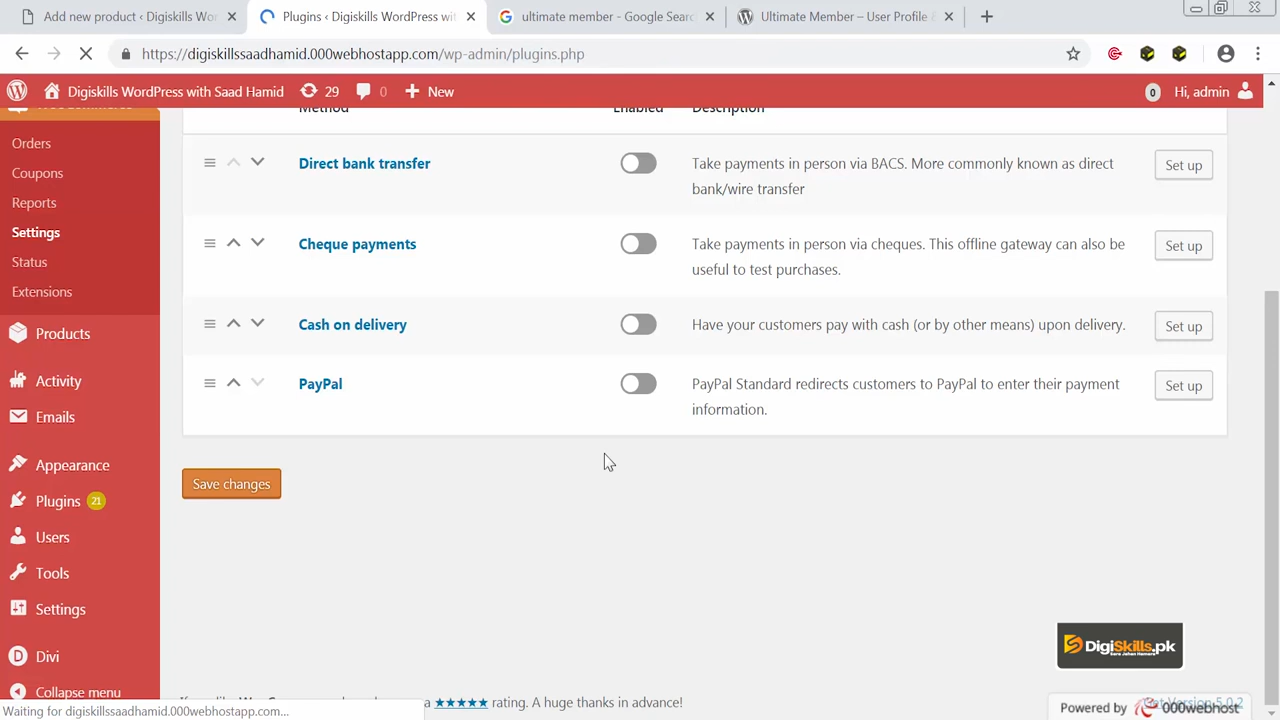 Add new product ‹ Digiskills Wo
Plugins ‹ Digiskills WordPress with
ultimate member - Google Searc
Ultimate Member – User Profile &
https://digiskillssaadhamid.000webhostapp.com/wp-admin/plugins.php
Digiskills WordPress with Saad Hamid
29
0
New
0
Hi, admin
Method
Enabled
Description
Orders
Coupons
Reports
Settings
Status
Extensions
Products
Activity
Emails
Appearance
Plugins 21
Users
Tools
Settings
Divi
Collapse menu
Direct bank transfer
Take payments in person via BACS. More commonly known as direct
bank/wire transfer
Set up
Cheque payments
Take payments in person via cheques. This offline gateway can also be
useful to test purchases.
Set up
Cash on delivery
Have your customers pay with cash (or by other means) upon delivery.
Set up
PayPal
PayPal Standard redirects customers to PayPal to enter their payment
information.
Set up
Save changes
DigiSkills.pk
★★★★★ rating. A huge thanks in advance!
Get Version 5.0.2
Powered by 000webhost
Waiting for digiskillssaadhamid.000webhostapp.com...